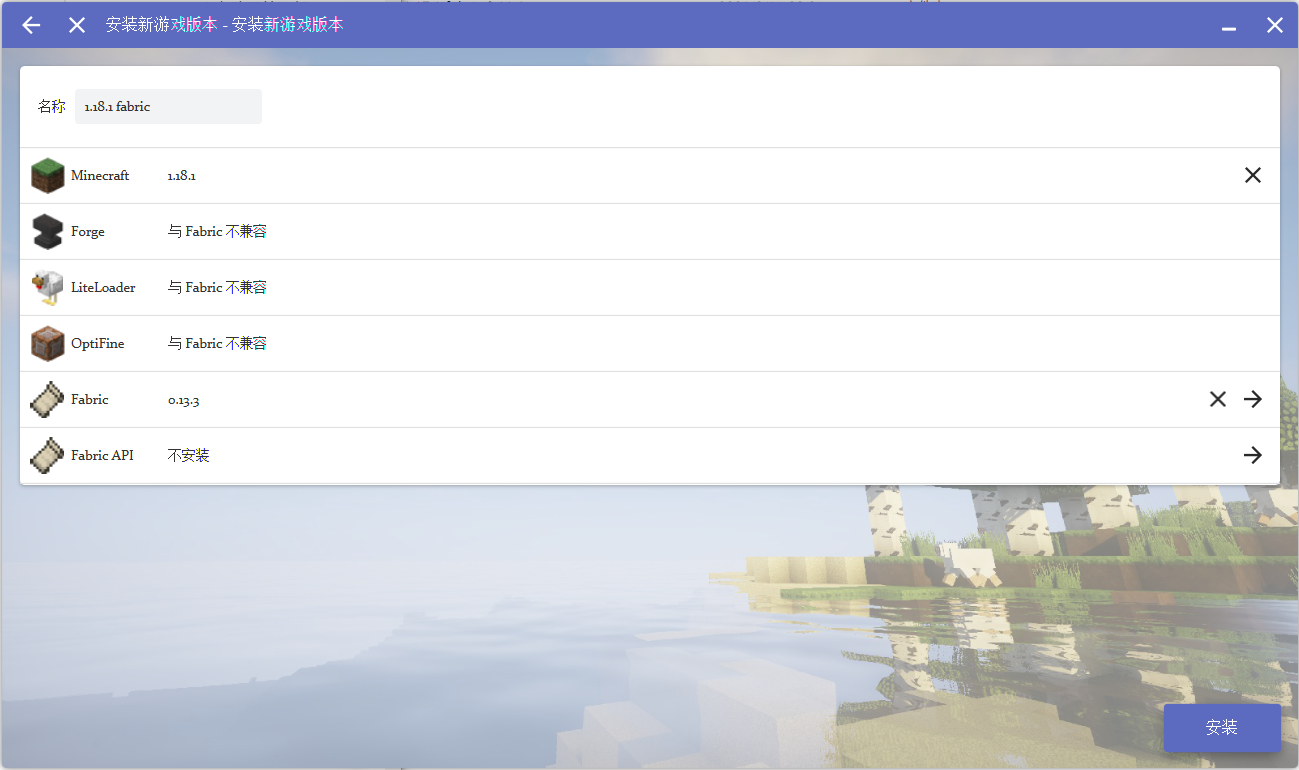 安装新游戏版本 - 安装新游戏版本
名称 1.18.1 fabric
Minecraft 1.18.1
Forge 与 Fabric 不兼容
LiteLoader 与 Fabric 不兼容
OptiFine 与 Fabric 不兼容
Fabric 0.13.3
Fabric API 不安装
安装